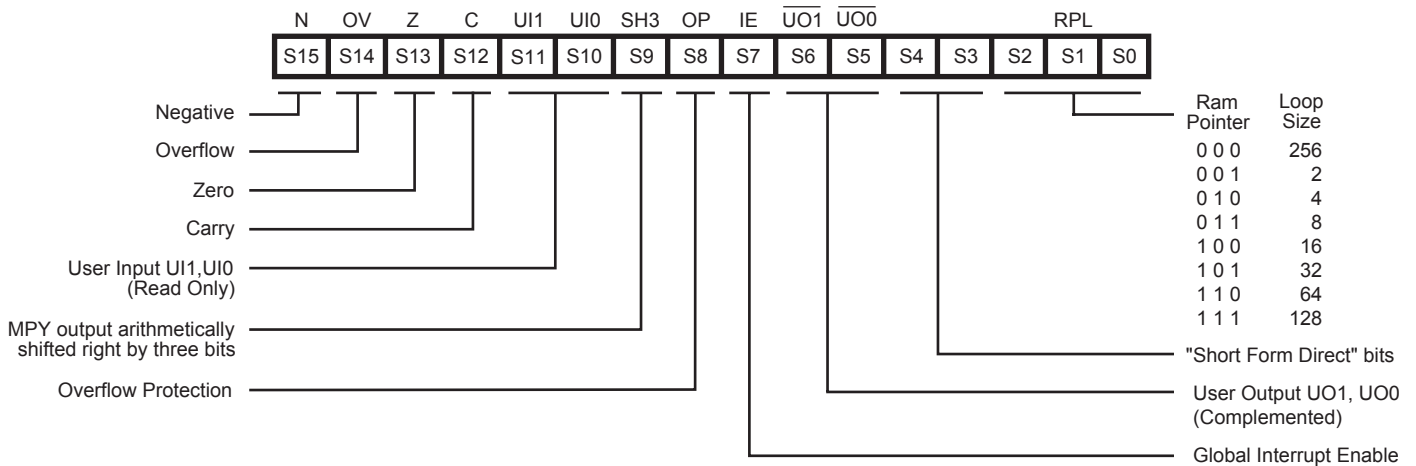 N OV Z C UI1 UI0 SH3 OP IE UO1 UO0 RPL
S15 S14 S13 S12 S11 S10 S9 S8 S7 S6 S5 S4 S3 S2 S1 S0
Negative
Overflow
Zero
Carry
User Input UI1,UI0
(Read Only)
MPY output arithmetically
shifted right by three bits
Overflow Protection
Ram Loop
Pointer Size
0 0 0 256
0 0 1 2
0 1 0 4
0 1 1 8
1 0 0 16
1 0 1 32
1 1 0 64
1 1 1 128
"Short Form Direct" bits
User Output UO1, UO0
(Complemented)
Global Interrupt Enable